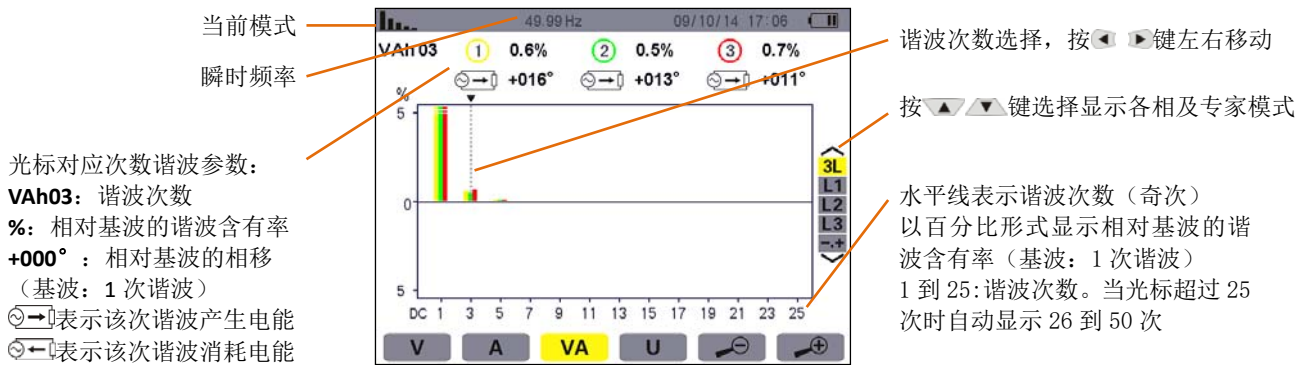 当前模式
瞬时频率
光标对应次数谐波参数：
VAh03：谐波次数
%：相对基波的谐波含有率
+000°：相对基波的相移
（基波：1 次谐波）
表示该次谐波产生电能
表示该次谐波消耗电能
49.99 Hz 09/10/14 17:06
VAh 03 1 0.6% 2 0.5% 3 0.7%
+016° +013° +011°
%
5
0
5
DC 1 3 5 7 9 11 13 15 17 19 21 23 25
3L
L1
L2
L3
-.+
V A VA U
谐波次数选择，按 键左右移动
按 键选择显示各相及专家模式
水平线表示谐波次数（奇次）
以百分比形式显示相对基波的谐
波含有率（基波：1 次谐波）
1 到 25:谐波次数。当光标超过 25
次时自动显示 26 到 50 次